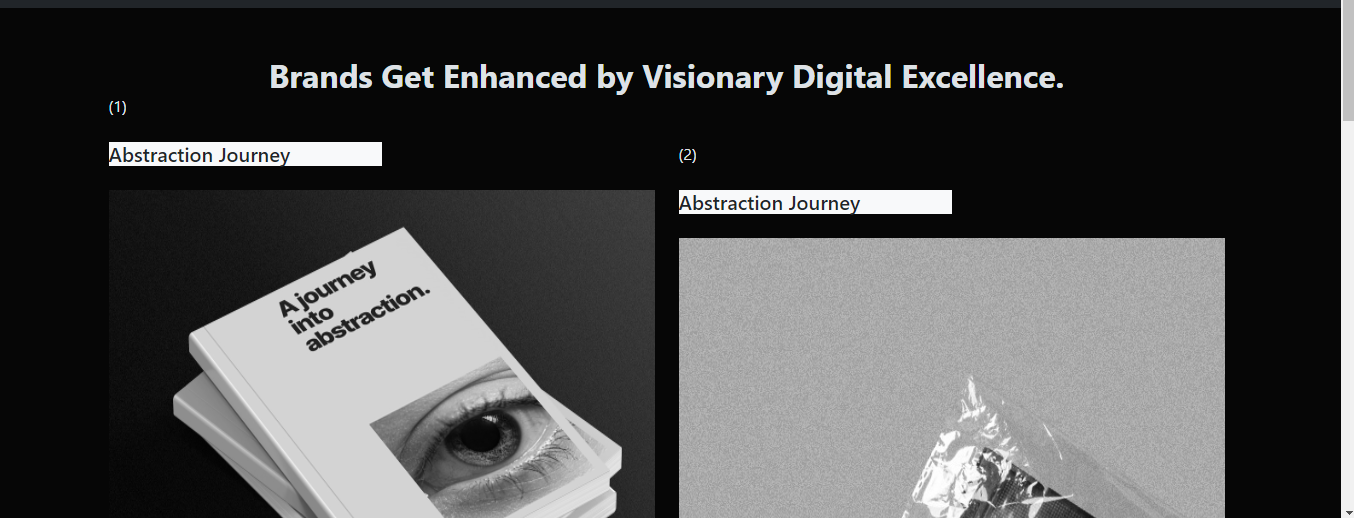 Brands Get Enhanced by Visionary Digital Excellence.
(1)
Abstraction Journey
A journey
into
abstraction.
(2)
Abstraction Journey